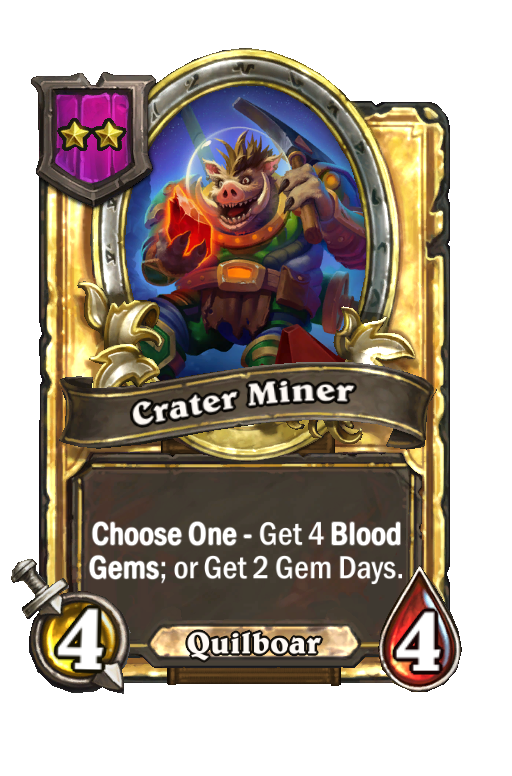 Crater Miner
Choose One - Get 4 Blood
Gems; or Get 2 Gem Days.
4
Quilboar
4